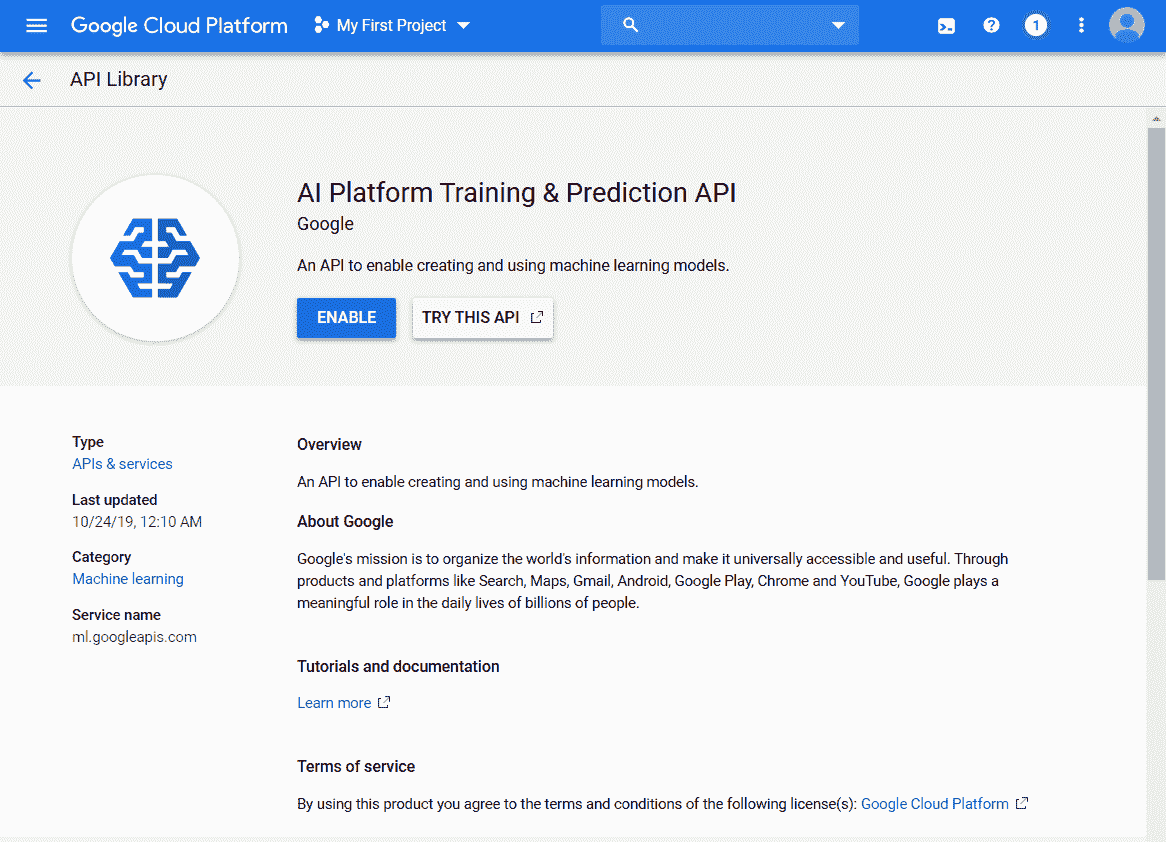 Google Cloud Platform
My First Project
1
API Library
AI Platform Training & Prediction API
Google
An API to enable creating and using machine learning models.
ENABLE
TRY THIS API
Type
APIs & services
Last updated
10/24/19, 12:10 AM
Category
Machine learning
Service name
ml.googleapis.com
Overview
An API to enable creating and using machine learning models.
About Google
Google's mission is to organize the world's information and make it universally accessible and useful. Through
products and platforms like Search, Maps, Gmail, Android, Google Play, Chrome and YouTube, Google plays a
meaningful role in the daily lives of billions of people.
Tutorials and documentation
Learn more
Terms of service
By using this product you agree to the terms and conditions of the following license(s): Google Cloud Platform